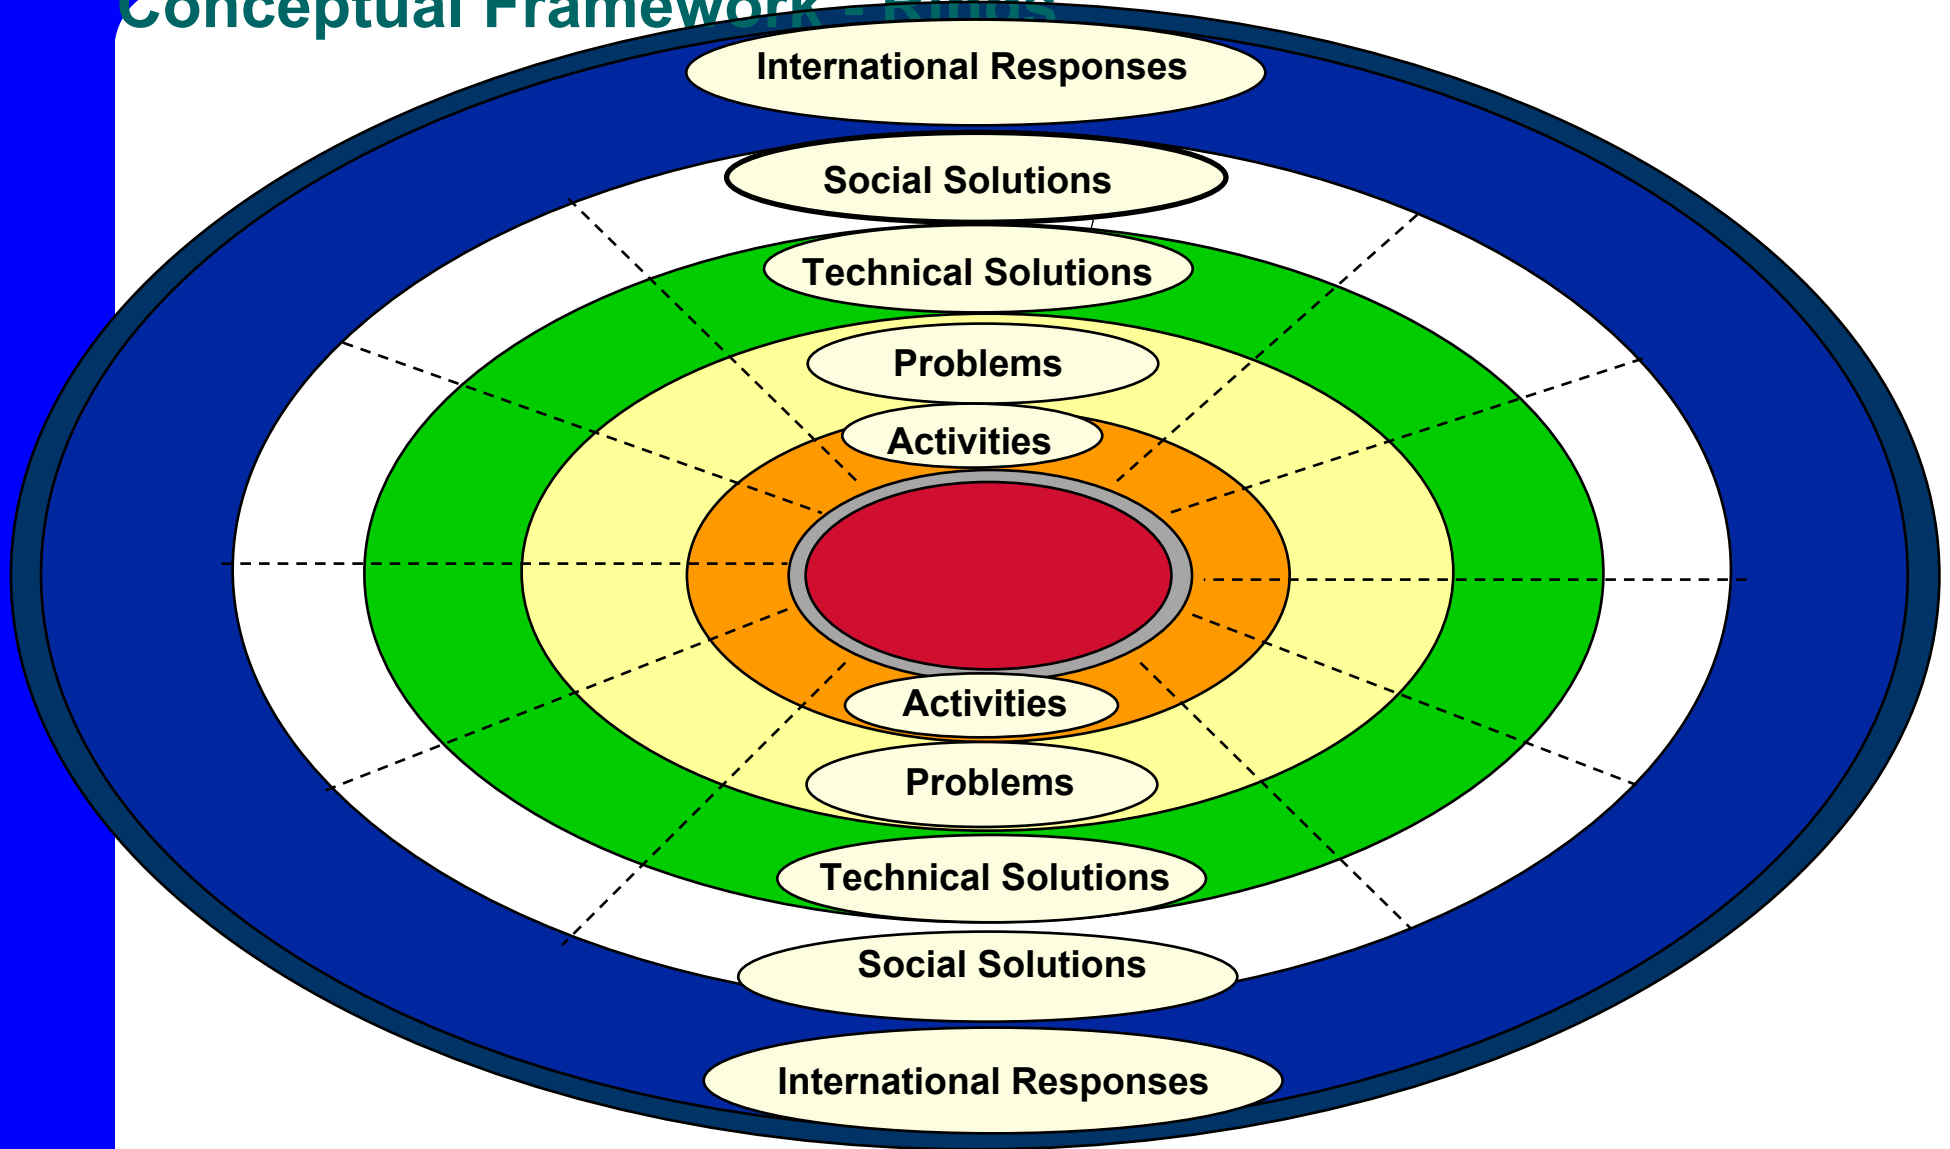 Conceptual Framework - Rings
International Responses
Social Solutions
Technical Solutions
Problems
Activities
Activities
Problems
Technical Solutions
Social Solutions
International Responses